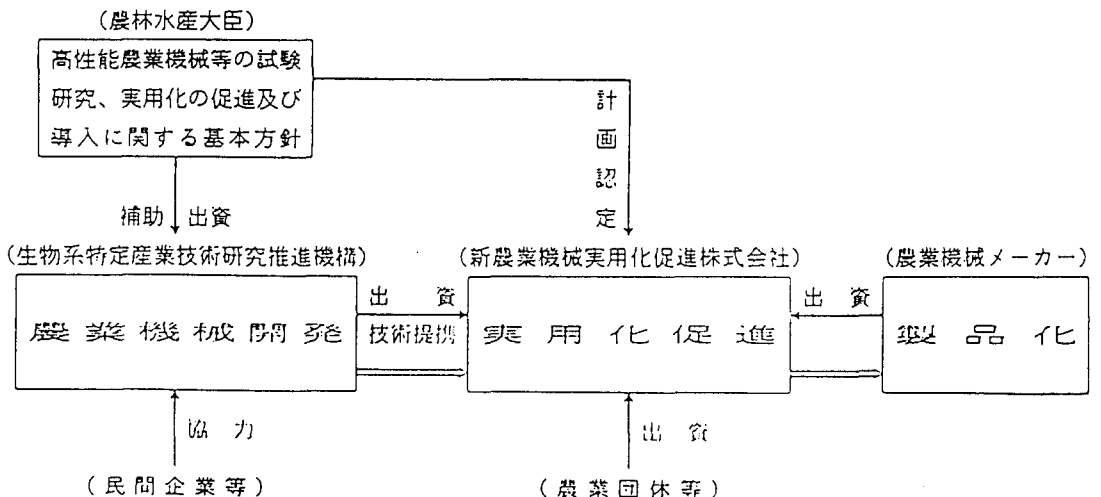 (農林水産大臣)
高性能農業機械等の試験
研究、実用化の促進及び
導入に関する基本方針
計画認定
補助 出資
(生物系特定産業技術研究推進機構)
(新農業機械実用化促進株式会社)
(農業機械メーカー)
出資
出資
農業機械開発
技術提携
実用化促進
製品化
協力
出資
(民間企業等)
(農業団体等)